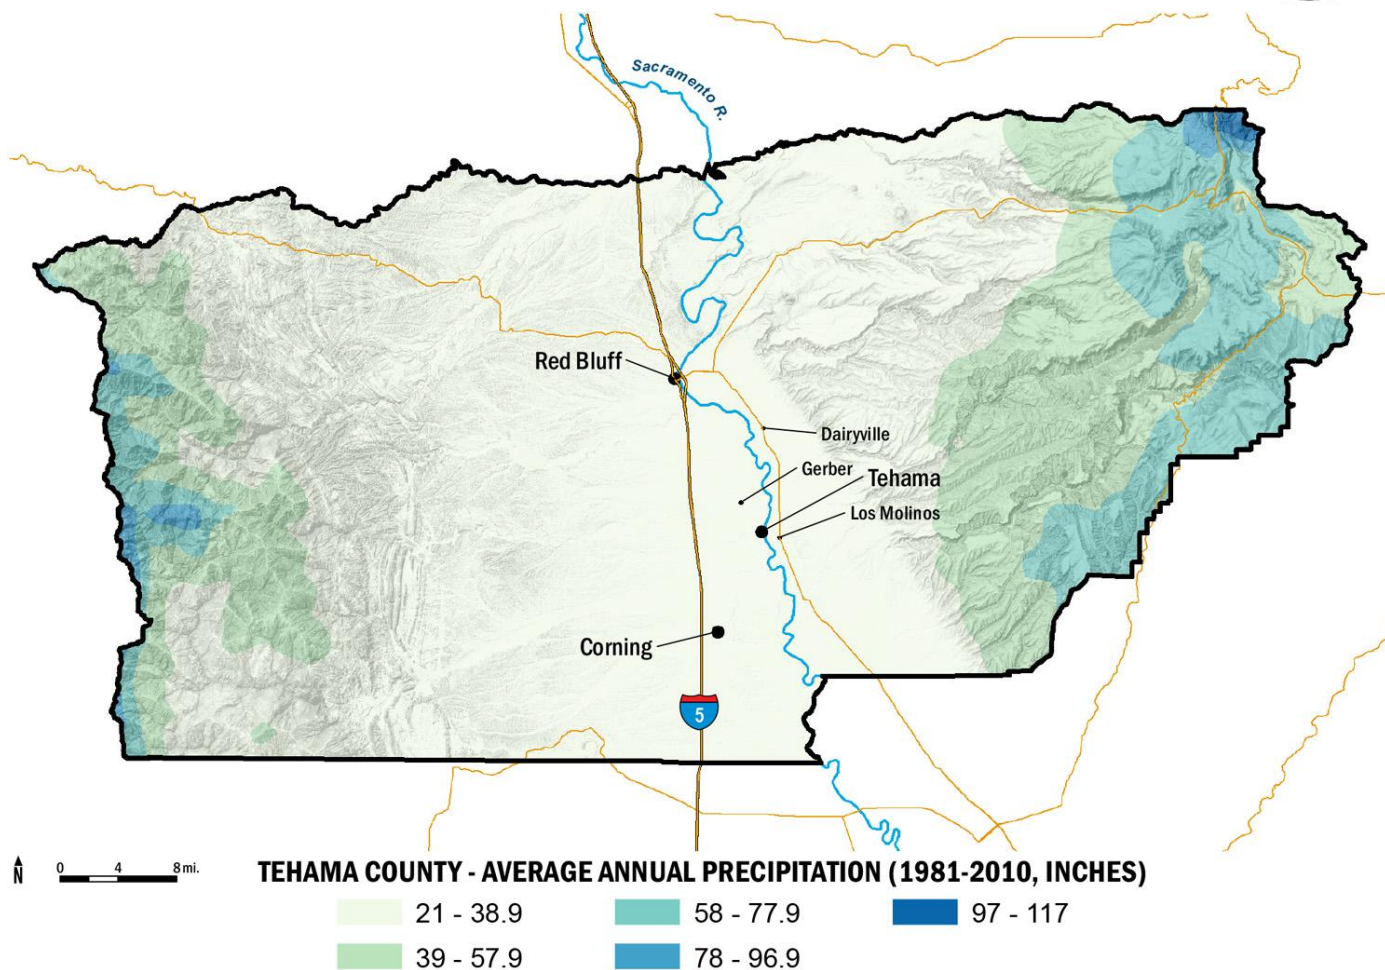 Sacramento R.
Red Bluff
Dairyville
Gerber
Tehama
Los Molinos
Corning
5
N
0 4 8 mi.
TEHAMA COUNTY - AVERAGE ANNUAL PRECIPITATION (1981-2010, INCHES)
21 - 38.9
58 - 77.9
97 - 117
39 - 57.9
78 - 96.9